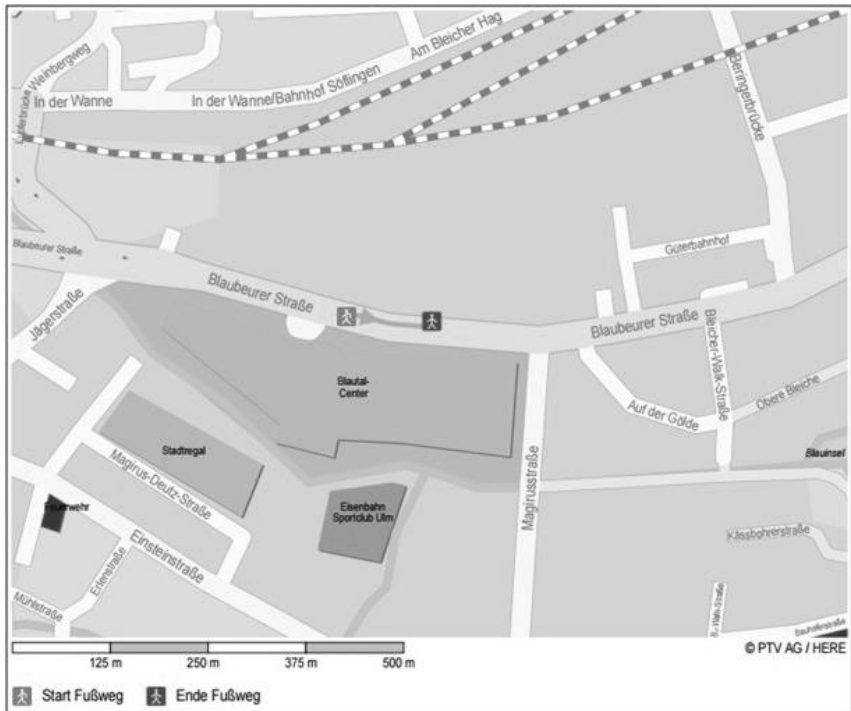 Am Bleicher Hag
Weinbergweg
In der Wanne
In der Wanne/Bahnhof Söflingen
Beringerbrücke
Blaubeurer Straße
Güterbahnhof
Blaubeurer Straße
Blaubeurer Straße
Jägerstraße
Bleicher-Walk-Straße
Blautal-
Center
Auf der Gölde
Obere Bleiche
Stadtregal
Blauinsel
Magirus-Deutz-Straße
Magirusstraße
Feuerwehr
Eisenbahn
Sportclub Ulm
Einsteinstraße
Kässbohrerstraße
Erlenstraße
Mühlstraße
125 m
250 m
375 m
500 m
© PTV AG / HERE
Start Fußweg
Ende Fußweg